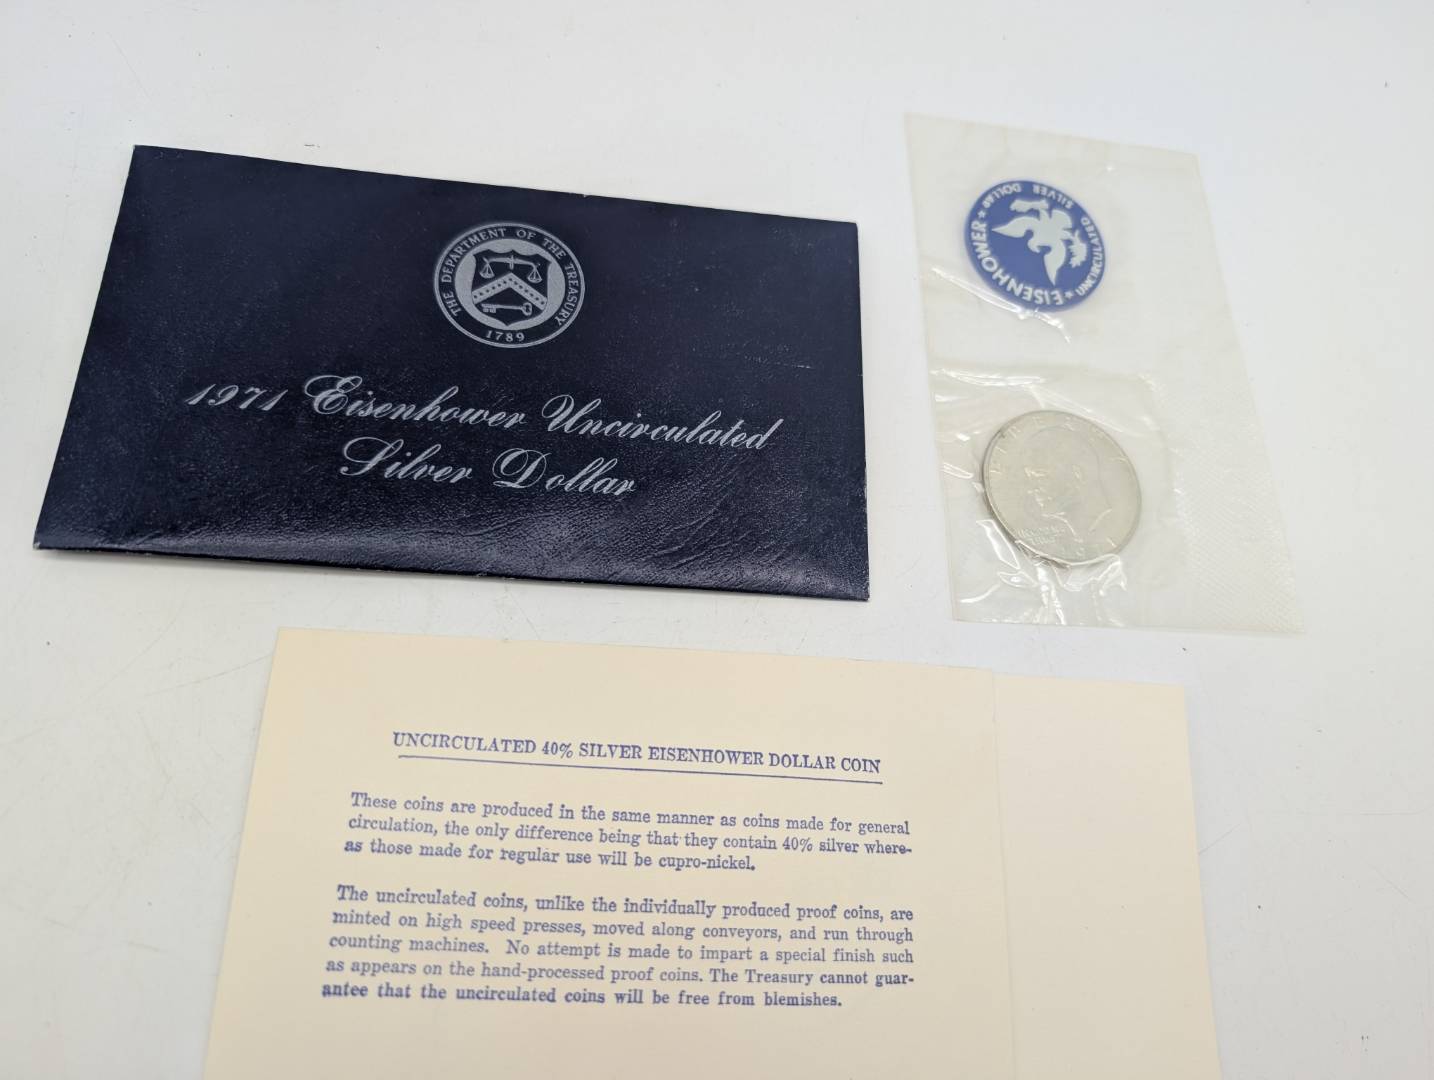 THE DEPARTMENT OF THE TREASURY
1789
1971 Eisenhower Uncirculated
Silver Dollar
EISENHOWER * UNCIRCULATED SILVER DOLLAR *
UNCIRCULATED 40% SILVER EISENHOWER DOLLAR COIN
These coins are produced in the same manner as coins made for general
circulation, the only difference being that they contain 40% silver where-
as those made for regular use will be cupro-nickel.
The uncirculated coins, unlike the individually produced proof coins, are
minted on high speed presses, moved along conveyors, and run through
counting machines. No attempt is made to impart a special finish such
as appears on the hand-processed proof coins. The Treasury cannot guar-
antee that the uncirculated coins will be free from blemishes.